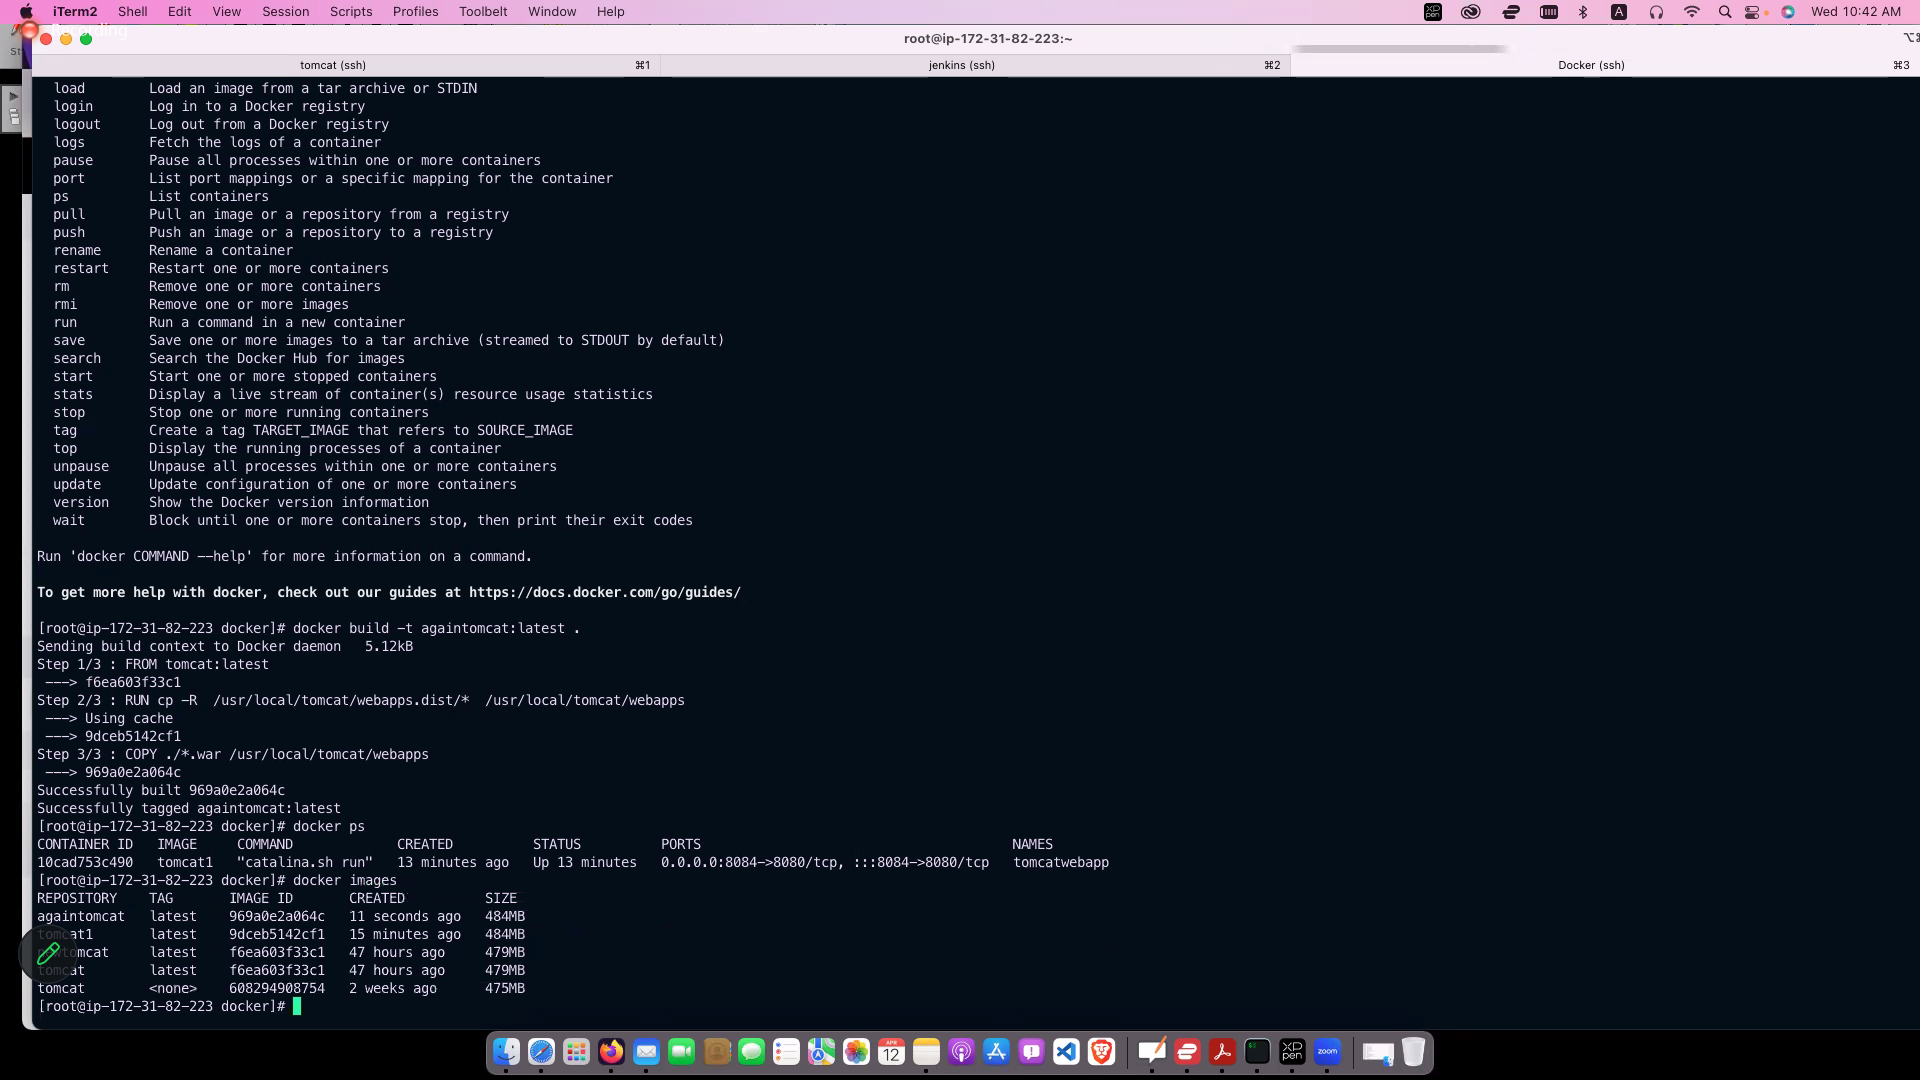 iTerm2 Shell Edit View Session Scripts Profiles Toolbelt Window Help Wed 10:42 AM
Recording
root@ip-172-31-82-223:~
tomcat (ssh) ⌘1 jenkins (ssh) ⌘2 Docker (ssh) ⌘3
load Load an image from a tar archive or STDIN
login Log in to a Docker registry
logout Log out from a Docker registry
logs Fetch the logs of a container
pause Pause all processes within one or more containers
port List port mappings or a specific mapping for the container
ps List containers
pull Pull an image or a repository from a registry
push Push an image or a repository to a registry
rename Rename a container
restart Restart one or more containers
rm Remove one or more containers
rmi Remove one or more images
run Run a command in a new container
save Save one or more images to a tar archive (streamed to STDOUT by default)
search Search the Docker Hub for images
start Start one or more stopped containers
stats Display a live stream of container(s) resource usage statistics
stop Stop one or more running containers
tag Create a tag TARGET_IMAGE that refers to SOURCE_IMAGE
top Display the running processes of a container
unpause Unpause all processes within one or more containers
update Update configuration of one or more containers
version Show the Docker version information
wait Block until one or more containers stop, then print their exit codes
Run 'docker COMMAND --help' for more information on a command.
To get more help with docker, check out our guides at https://docs.docker.com/go/guides/
[root@ip-172-31-82-223 docker]# docker build -t againtomcat:latest .
Sending build context to Docker daemon 5.12kB
Step 1/3 : FROM tomcat:latest
---> f6ea603f33c1
Step 2/3 : RUN cp -R /usr/local/tomcat/webapps.dist/* /usr/local/tomcat/webapps
---> Using cache
---> 9dceb5142cf1
Step 3/3 : COPY ./*.war /usr/local/tomcat/webapps
---> 969a0e2a064c
Successfully built 969a0e2a064c
Successfully tagged againtomcat:latest
[root@ip-172-31-82-223 docker]# docker ps
CONTAINER ID IMAGE COMMAND CREATED STATUS PORTS NAMES
10cad753c490 tomcat1 "catalina.sh run" 13 minutes ago Up 13 minutes 0.0.0.0:8084->8080/tcp, :::8084->8080/tcp tomcatwebapp
[root@ip-172-31-82-223 docker]# docker images
REPOSITORY TAG IMAGE ID CREATED SIZE
againtomcat latest 969a0e2a064c 11 seconds ago 484MB
tomcat1 latest 9dceb5142cf1 15 minutes ago 484MB
latest f6ea603f33c1 47 hours ago 479MB
tomcat latest f6ea603f33c1 47 hours ago 479MB
tomcat <none> 608294908754 2 weeks ago 475MB
[root@ip-172-31-82-223 docker]#
APR
12
zoom